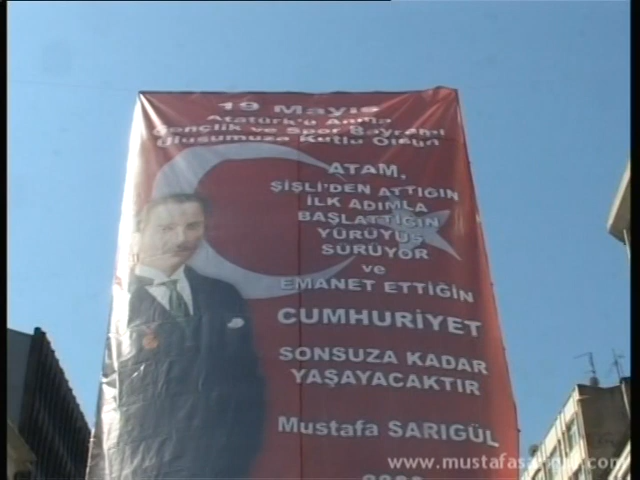 19 Mayıs
Atatürk'ü Anma
Gençlik ve Spor Bayramı
Ulusumuza Kutlu Olsun
ATAM,
ŞİŞLİ'DEN ATTIĞIN
İLK ADIMLA
BAŞLATTIĞIN
YÜRÜYÜŞ
SÜRÜYOR
ve
EMANET ETTİĞİN
CUMHURİYET
SONSUZA KADAR
YAŞAYACAKTIR
Mustafa SARIGÜL
www.mustafasarigul.com